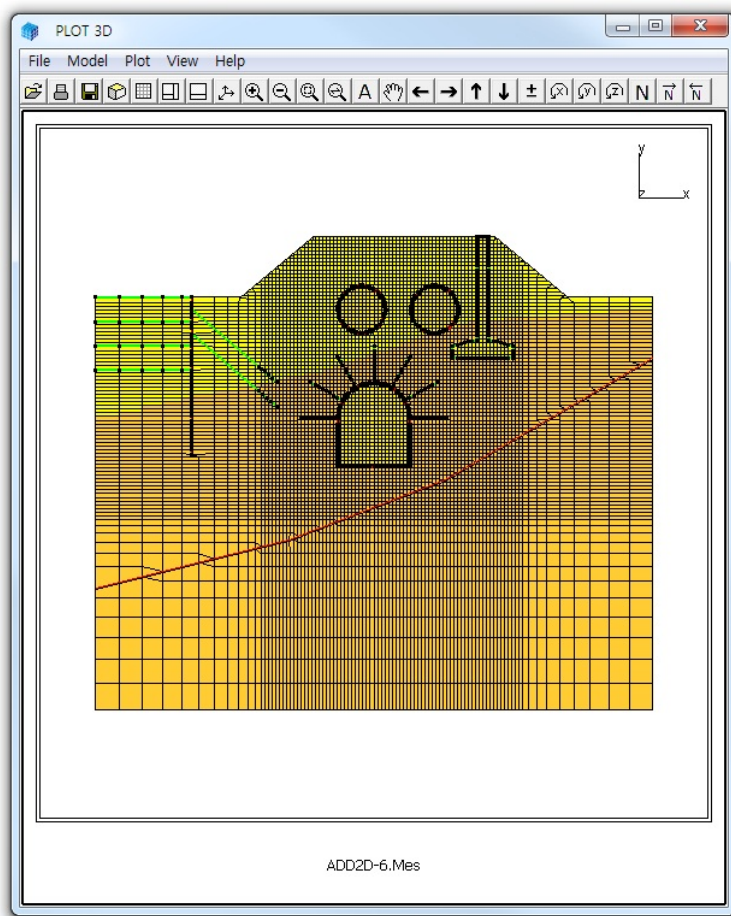 PLOT 3D
File Model Plot View Help
A ± x y z N N N
y
z x
ADD2D-6.Mes